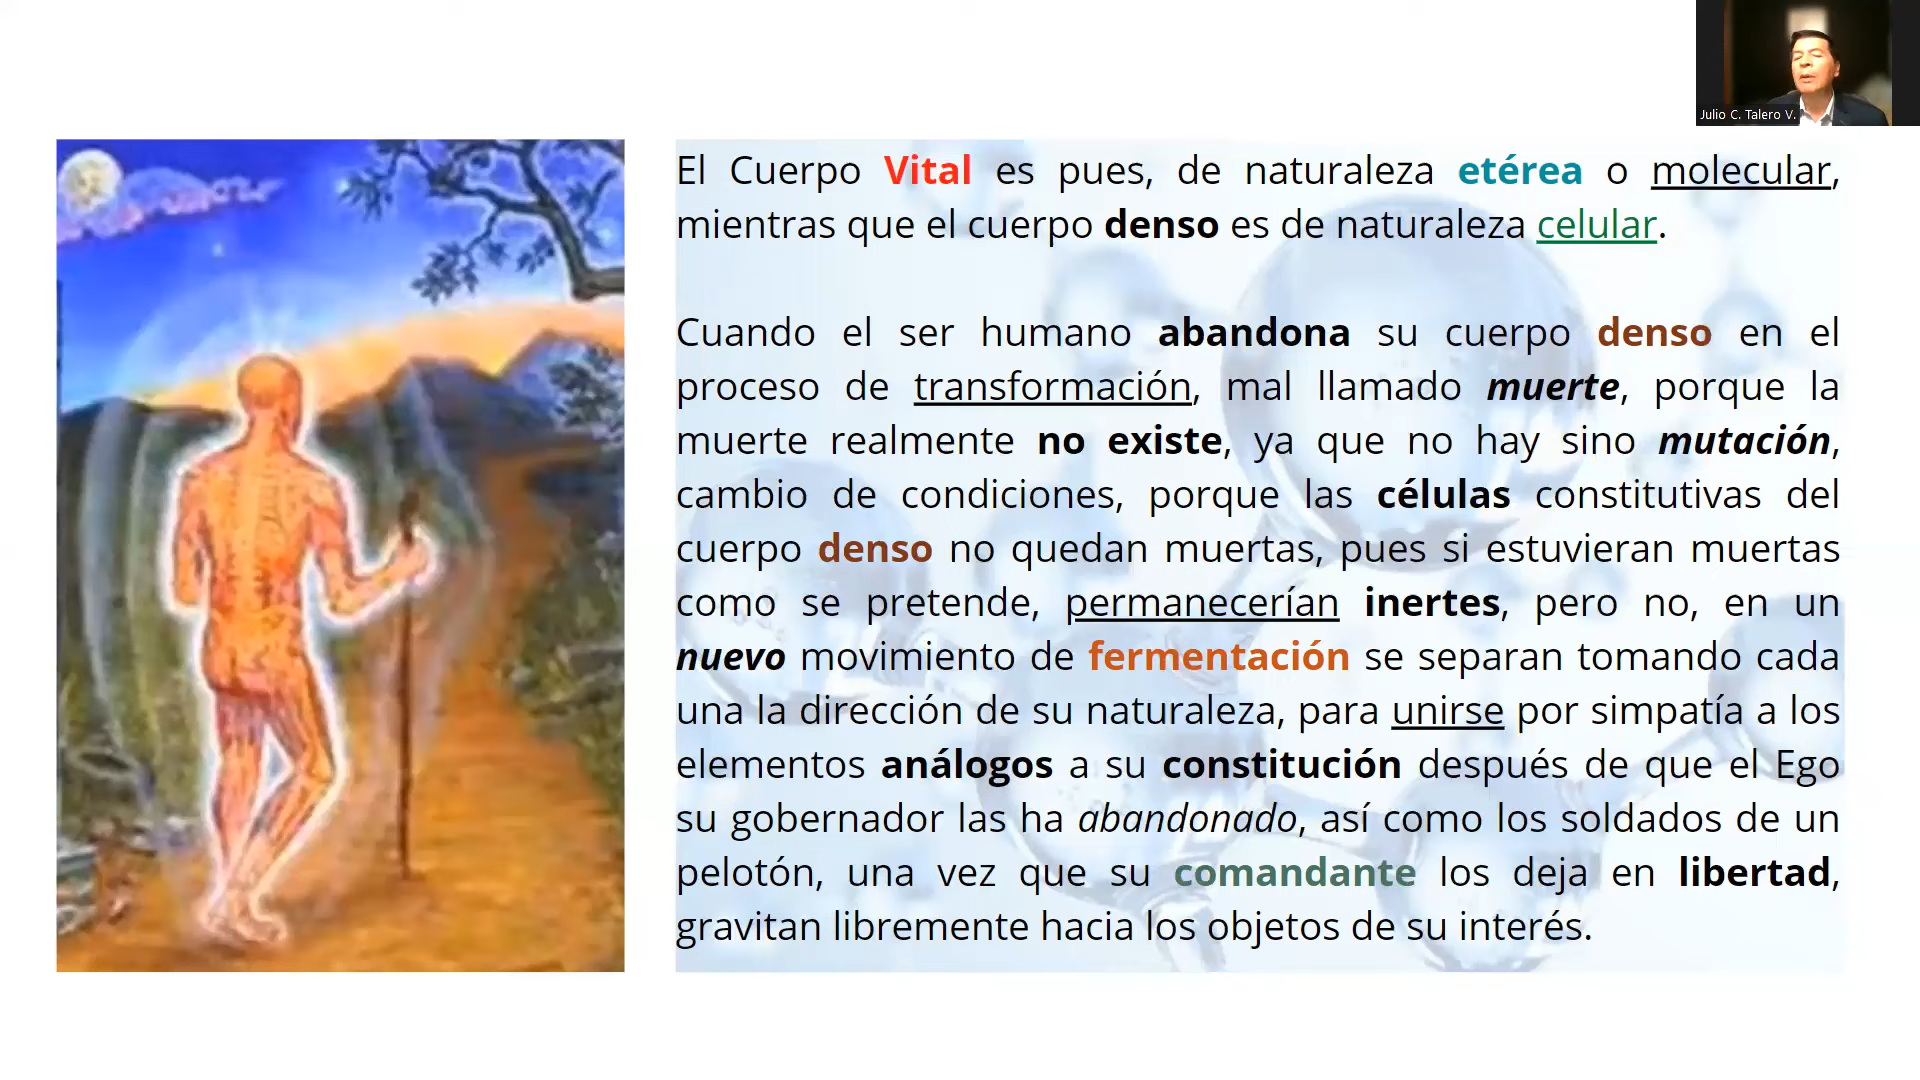 Julio C. Talero V.
El Cuerpo Vital es pues, de naturaleza etérea o molecular,
mientras que el cuerpo denso es de naturaleza celular.
Cuando el ser humano abandona su cuerpo denso en el
proceso de transformación, mal llamado muerte, porque la
muerte realmente no existe, ya que no hay sino mutación,
cambio de condiciones, porque las células constitutivas del
cuerpo denso no quedan muertas, pues si estuvieran muertas
como se pretende, permanecerían inertes, pero no, en un
nuevo movimiento de fermentación se separan tomando cada
una la dirección de su naturaleza, para unirse por simpatía a los
elementos análogos a su constitución después de que el Ego
su gobernador las ha abandonado, así como los soldados de un
pelotón, una vez que su comandante los deja en libertad,
gravitan libremente hacia los objetos de su interés.